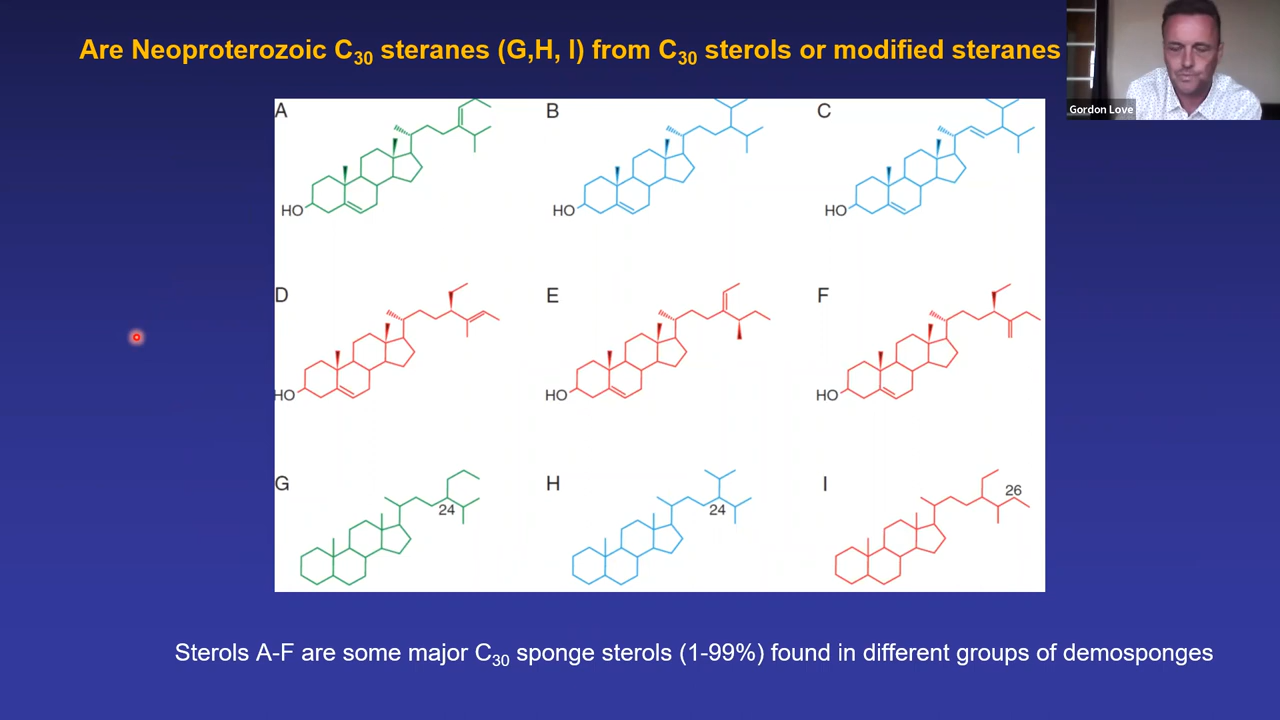 Are Neoproterozoic C30 steranes (G,H, I) from C30 sterols or modified steranes
Gordon Love
A
B
C
HO
HO
HO
D
E
F
HO
HO
HO
G
H
I
24
24
26
Sterols A-F are some major C30 sponge sterols (1-99%) found in different groups of demosponges